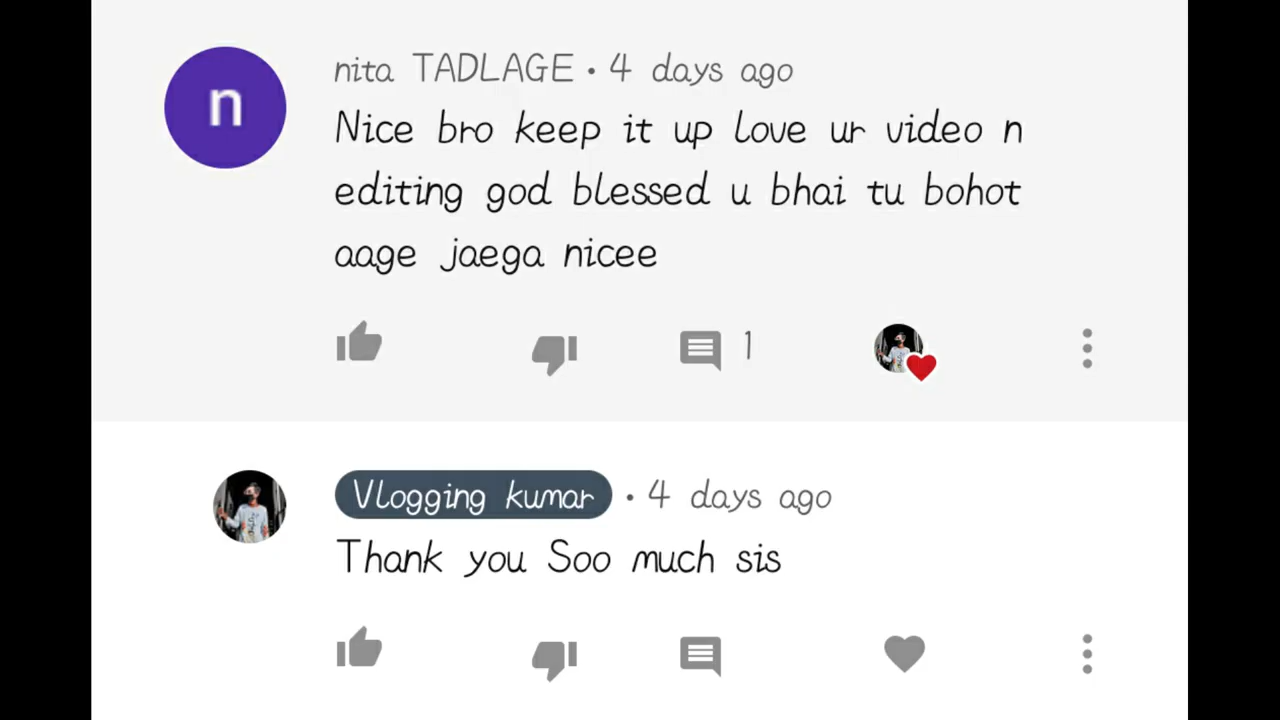 n
nita TADLAGE • 4 days ago
Nice bro keep it up love ur video n
editing god blessed u bhai tu bohot
aage jaega nicee
1
Vlogging kumar • 4 days ago
Thank you Soo much sis